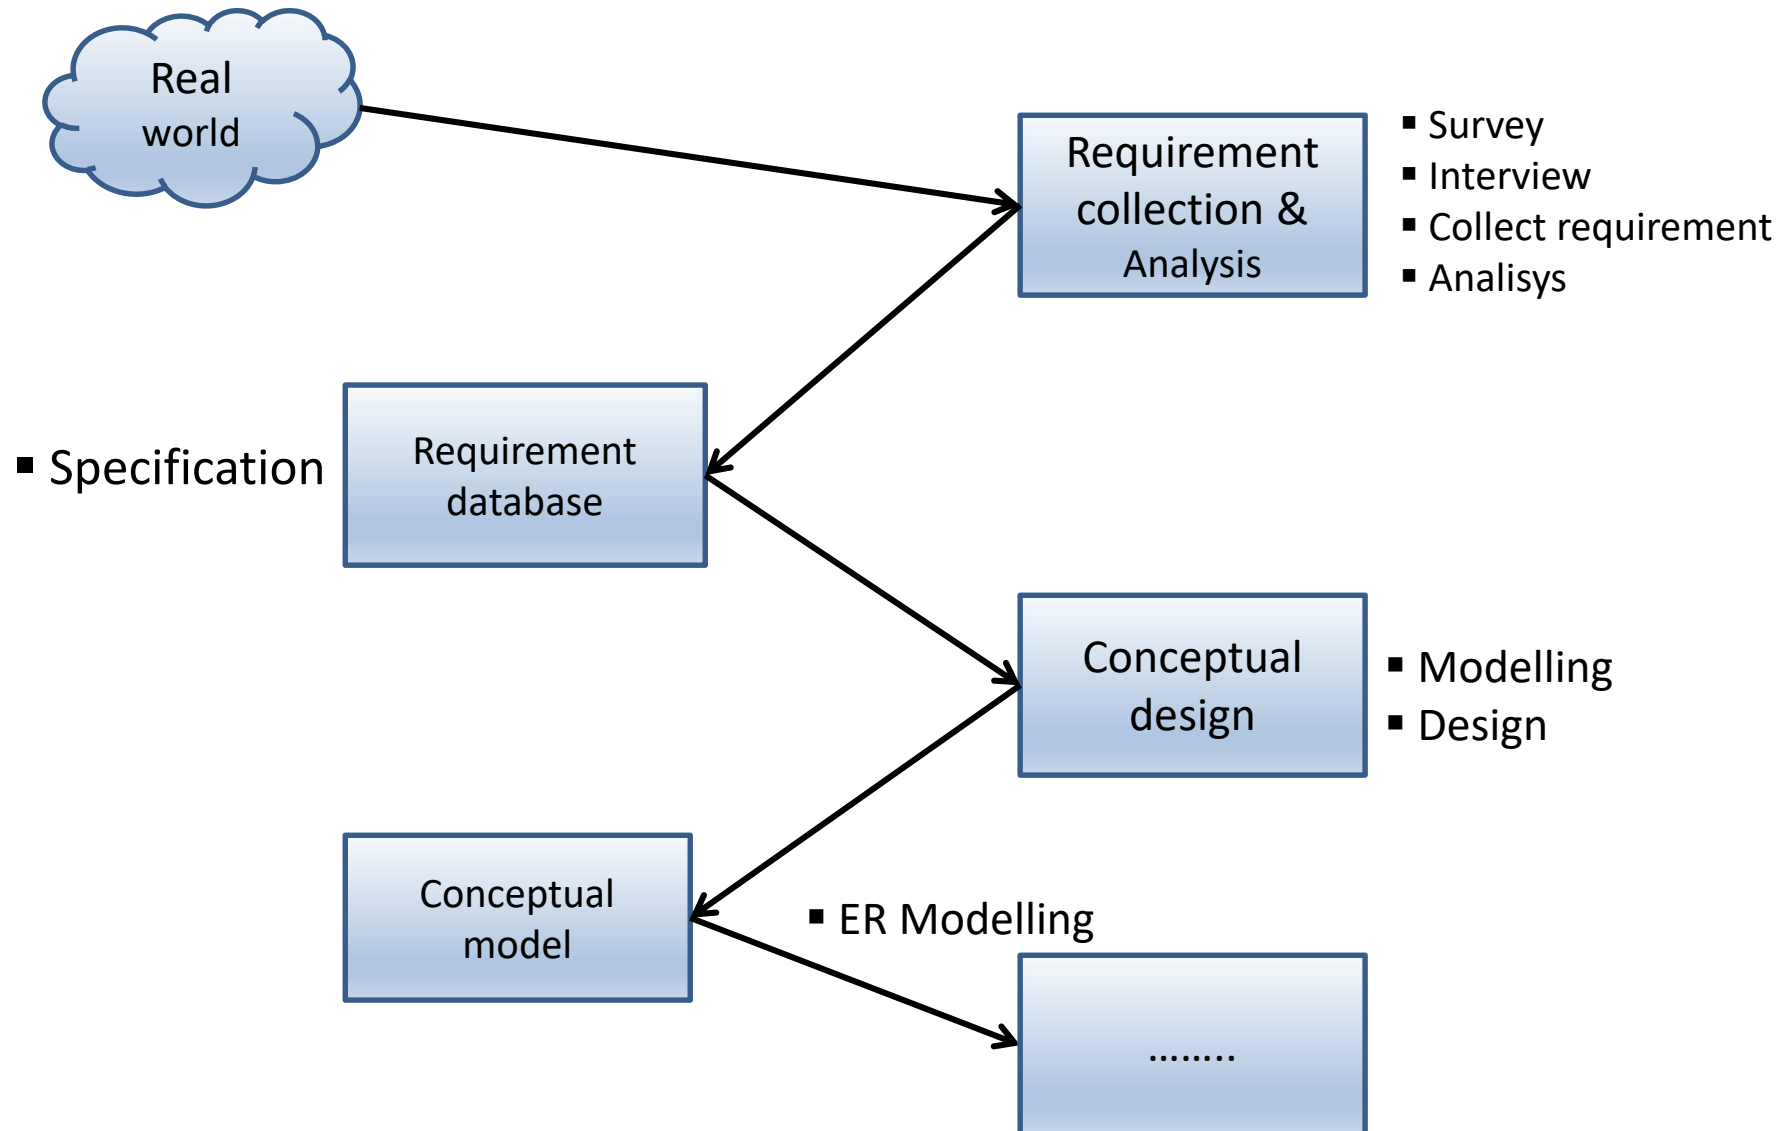 Real
world
Requirement
collection &
Analysis
▪ Survey
▪ Interview
▪ Collect requirement
▪ Analisys
▪ Specification
Requirement
database
Conceptual
design
▪ Modelling
▪ Design
Conceptual
model
▪ ER Modelling
……..